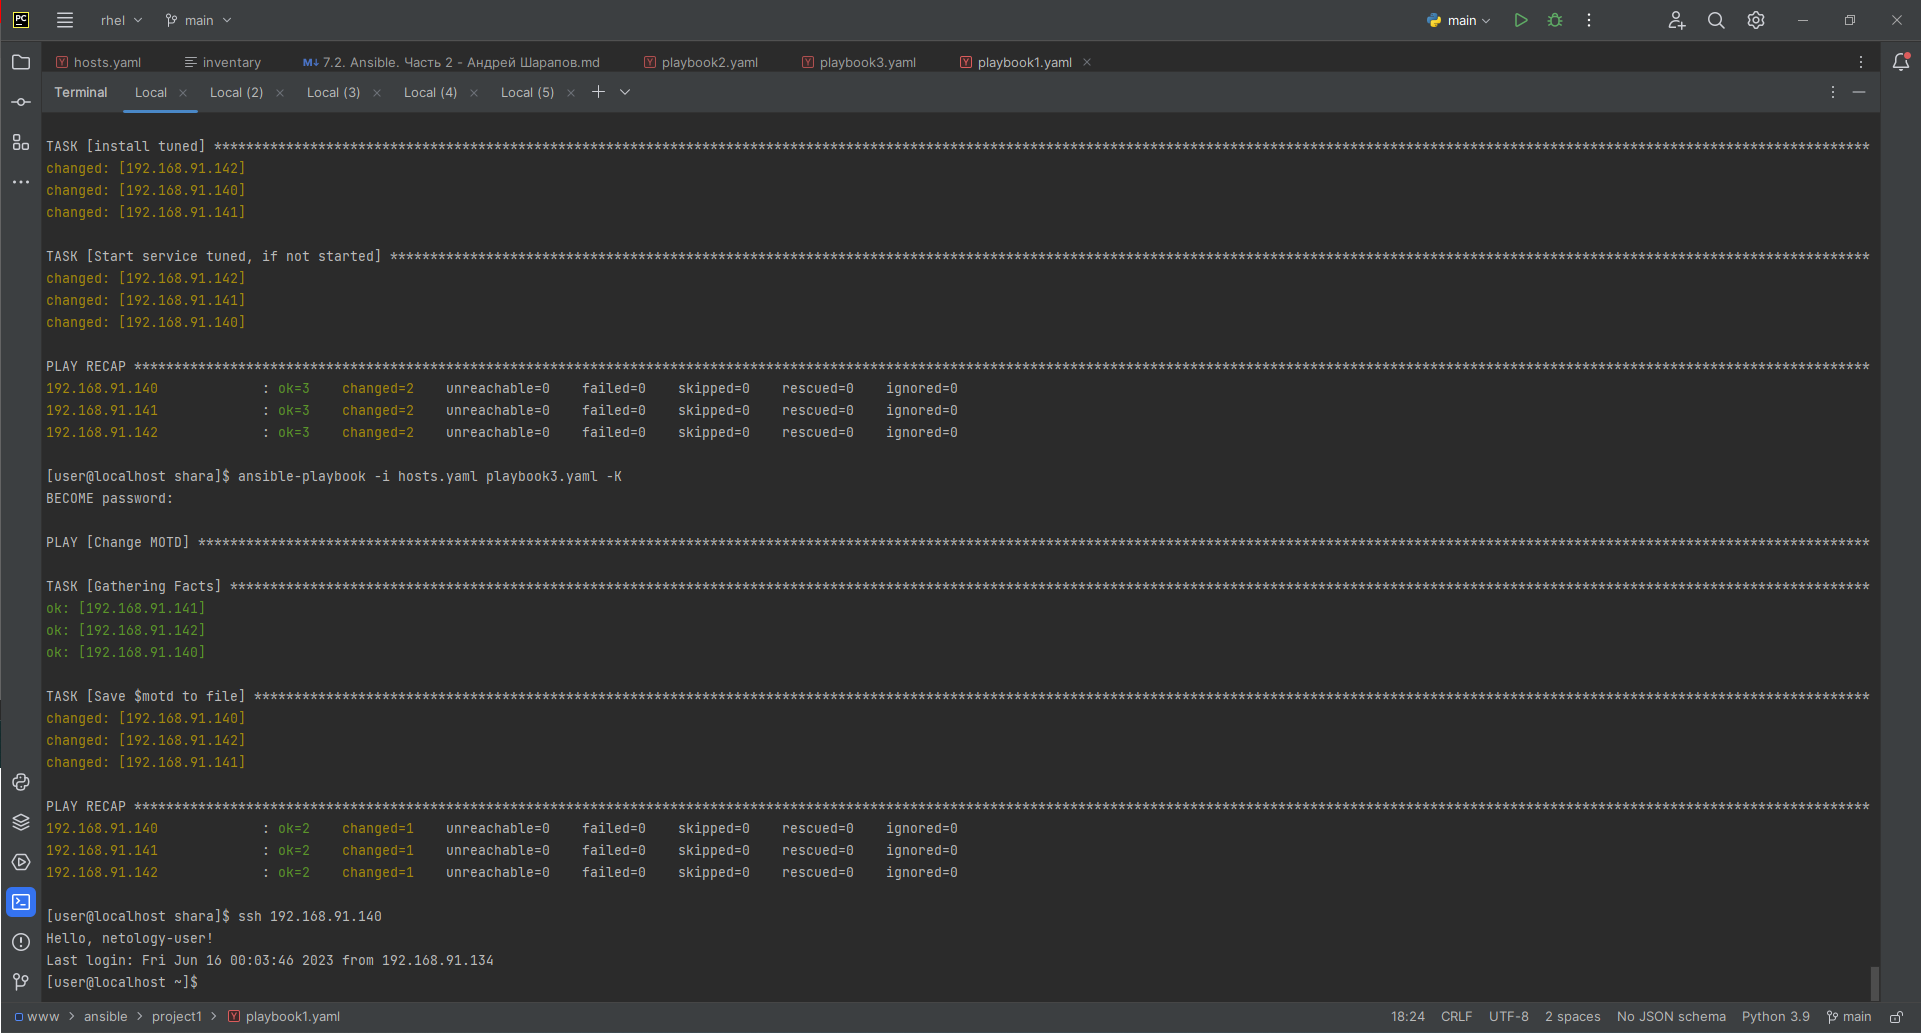 PC rhel main main
hosts.yaml inventory M↓ 7.2. Ansible. Часть 2 - Андрей Шарапов.md playbook2.yaml playbook3.yaml playbook1.yaml
Terminal Local Local (2) Local (3) Local (4) Local (5)
TASK [install tuned] ****************************************************************
changed: [192.168.91.142]
changed: [192.168.91.140]
changed: [192.168.91.141]
TASK [Start service tuned, if not started] ****************************************************************
changed: [192.168.91.142]
changed: [192.168.91.141]
changed: [192.168.91.140]
PLAY RECAP ****************************************************************
192.168.91.140 : ok=3 changed=2 unreachable=0 failed=0 skipped=0 rescued=0 ignored=0
192.168.91.141 : ok=3 changed=2 unreachable=0 failed=0 skipped=0 rescued=0 ignored=0
192.168.91.142 : ok=3 changed=2 unreachable=0 failed=0 skipped=0 rescued=0 ignored=0
[user@localhost shara]$ ansible-playbook -i hosts.yaml playbook3.yaml -K
BECOME password:
PLAY [Change MOTD] ****************************************************************
TASK [Gathering Facts] ****************************************************************
ok: [192.168.91.141]
ok: [192.168.91.142]
ok: [192.168.91.140]
TASK [Save $motd to file] ****************************************************************
changed: [192.168.91.140]
changed: [192.168.91.142]
changed: [192.168.91.141]
PLAY RECAP ****************************************************************
192.168.91.140 : ok=2 changed=1 unreachable=0 failed=0 skipped=0 rescued=0 ignored=0
192.168.91.141 : ok=2 changed=1 unreachable=0 failed=0 skipped=0 rescued=0 ignored=0
192.168.91.142 : ok=2 changed=1 unreachable=0 failed=0 skipped=0 rescued=0 ignored=0
[user@localhost shara]$ ssh 192.168.91.140
Hello, netology-user!
Last login: Fri Jun 16 00:03:46 2023 from 192.168.91.134
[user@localhost ~]$
www > ansible > project1 > playbook1.yaml 18:24 CRLF UTF-8 2 spaces No JSON schema Python 3.9 main